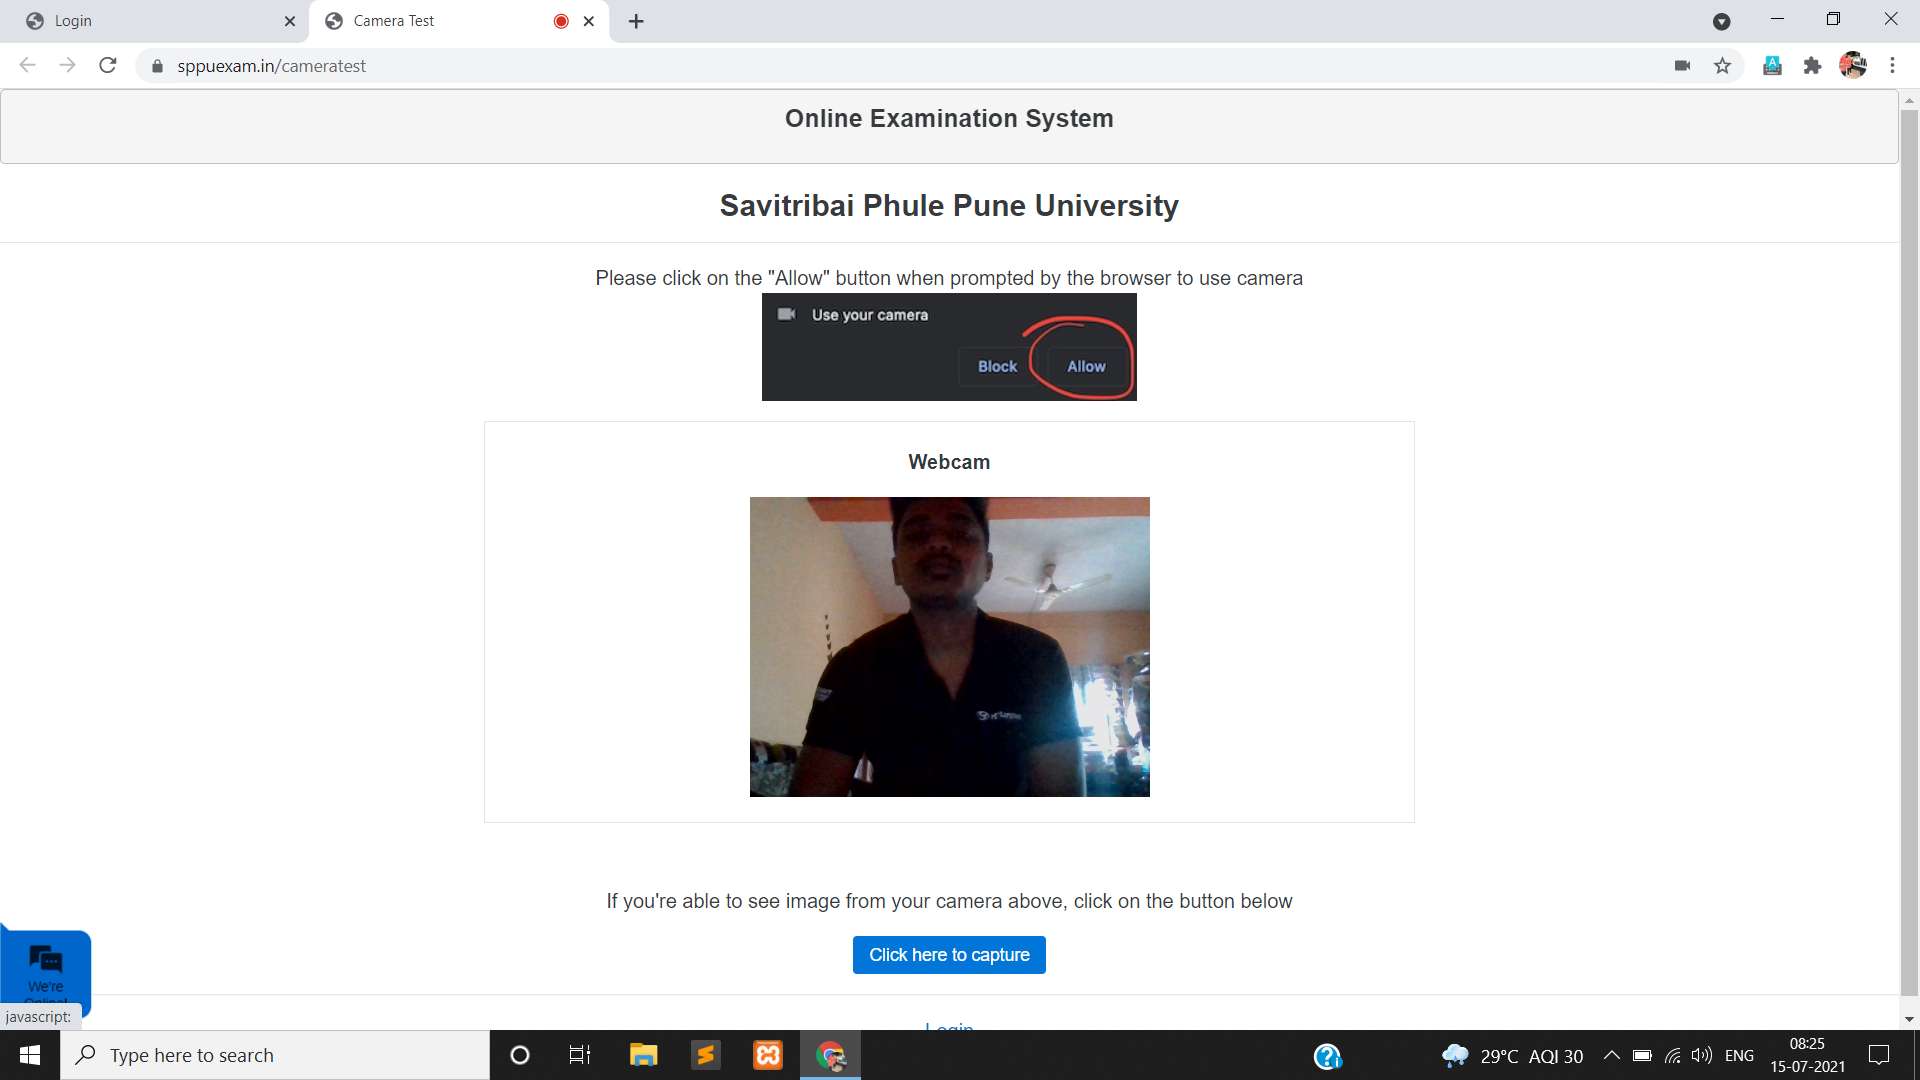 Login
Camera Test
sppuexam.in/cameratest
Online Examination System
Savitribai Phule Pune University
Please click on the "Allow" button when prompted by the browser to use camera
Use your camera
Block
Allow
Webcam
If you're able to see image from your camera above, click on the button below
Click here to capture
We're
Online!
javascript:
Login
Type here to search
29°C AQI 30
ENG
08:25
15-07-2021